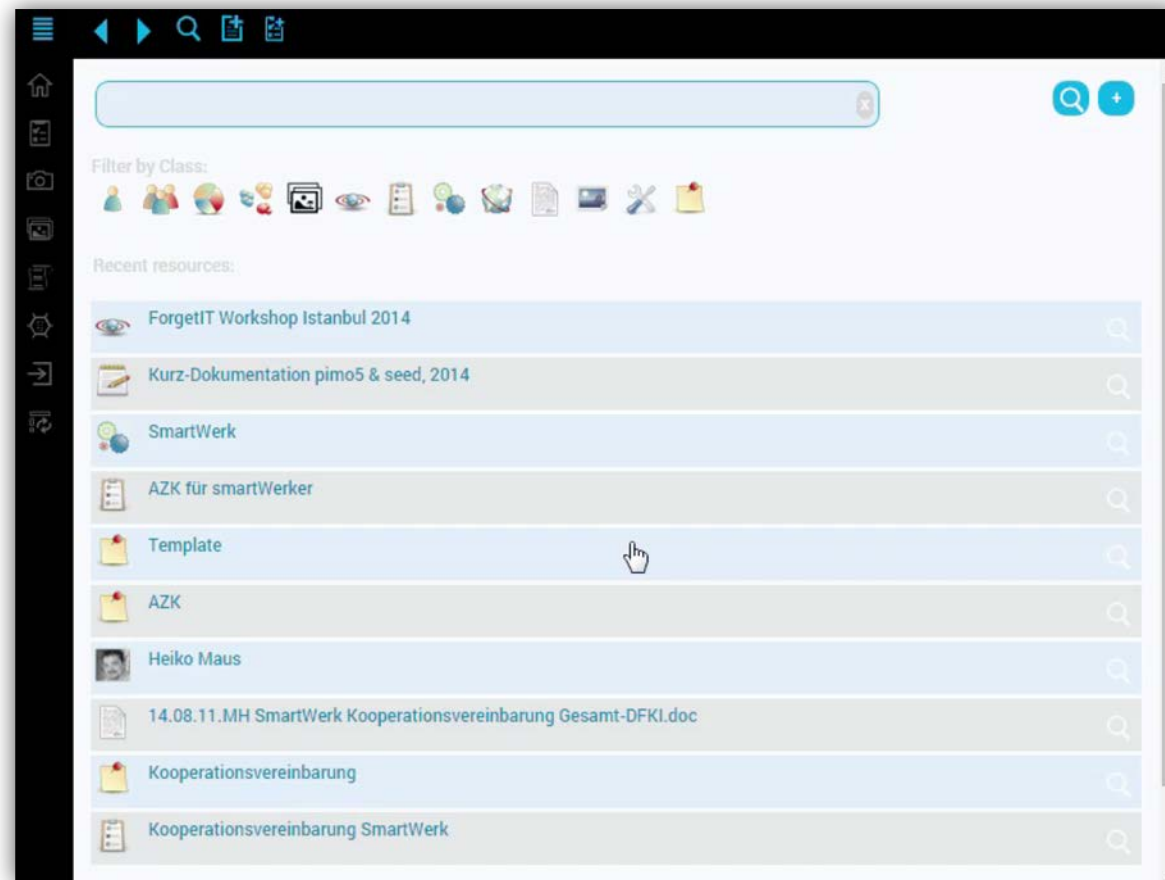 Filter by Class:
Recent resources:
ForgetIT Workshop Istanbul 2014
Kurz-Dokumentation pimo5 & seed, 2014
SmartWerk
AZK für smartWerker
Template
AZK
Heiko Maus
14.08.11.MH SmartWerk Kooperationsvereinbarung Gesamt-DFKI.doc
Kooperationsvereinbarung
Kooperationsvereinbarung SmartWerk